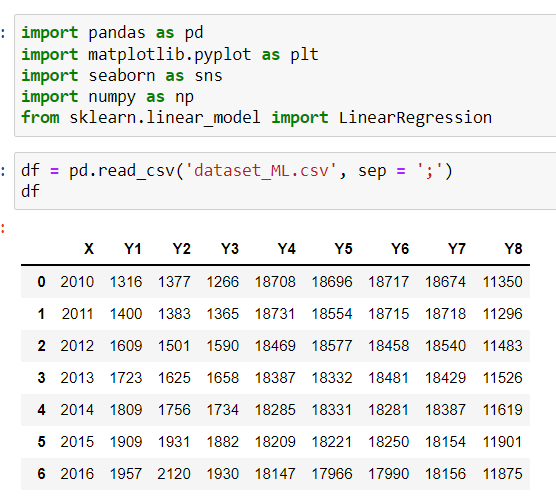 : import pandas as pd
import matplotlib.pyplot as plt
import seaborn as sns
import numpy as np
from sklearn.linear_model import LinearRegression
: df = pd.read_csv('dataset_ML.csv', sep = ';')
df
:
X Y1 Y2 Y3 Y4 Y5 Y6 Y7 Y8
0 2010 1316 1377 1266 18708 18696 18717 18674 11350
1 2011 1400 1383 1365 18731 18554 18715 18718 11296
2 2012 1609 1501 1590 18469 18577 18458 18540 11483
3 2013 1723 1625 1658 18387 18332 18481 18429 11526
4 2014 1809 1756 1734 18285 18331 18281 18387 11619
5 2015 1909 1931 1882 18209 18221 18250 18154 11901
6 2016 1957 2120 1930 18147 17966 17990 18156 11875